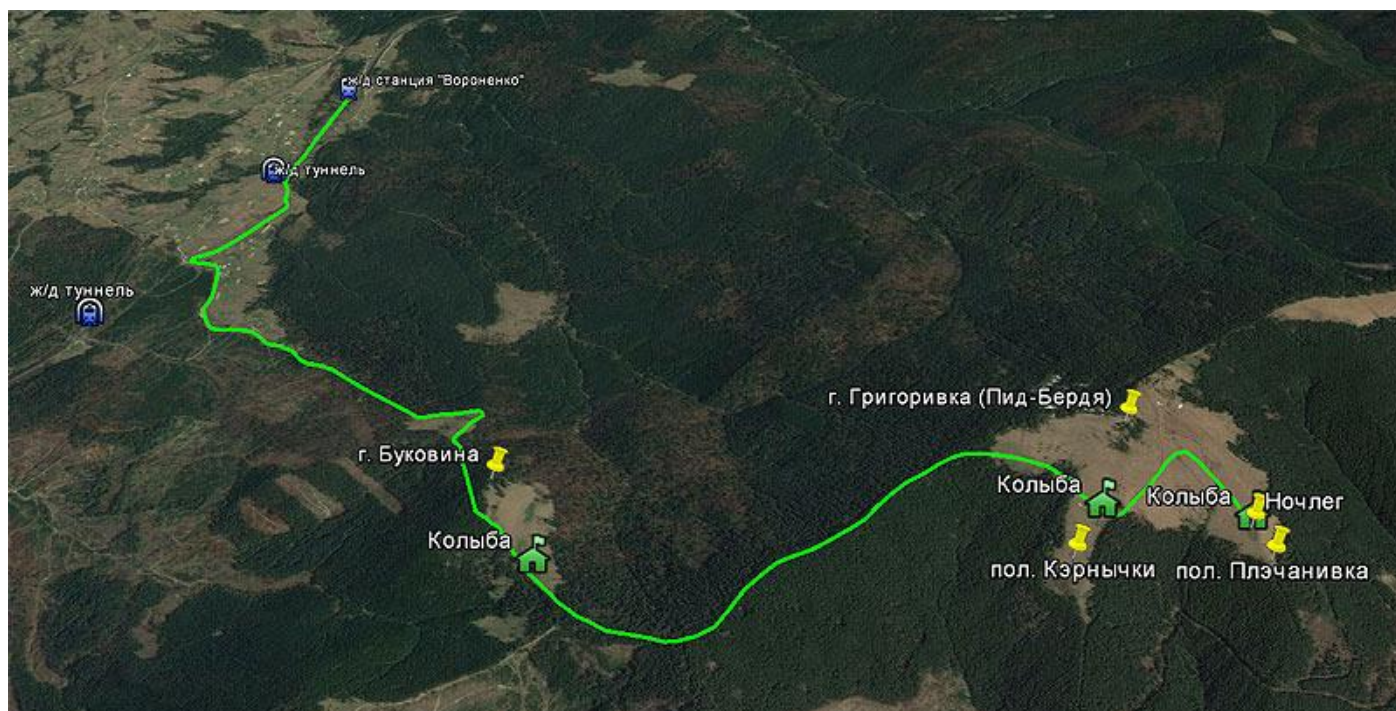 ж/д станция "Вороненко"
ж/д туннель
ж/д туннель
г. Григоривка (Пид-Бердя)
г. Буковина
Колыба
Колыба
Ночлег
Колыба
пол. Кэрнычки
пол. Плэчанивка